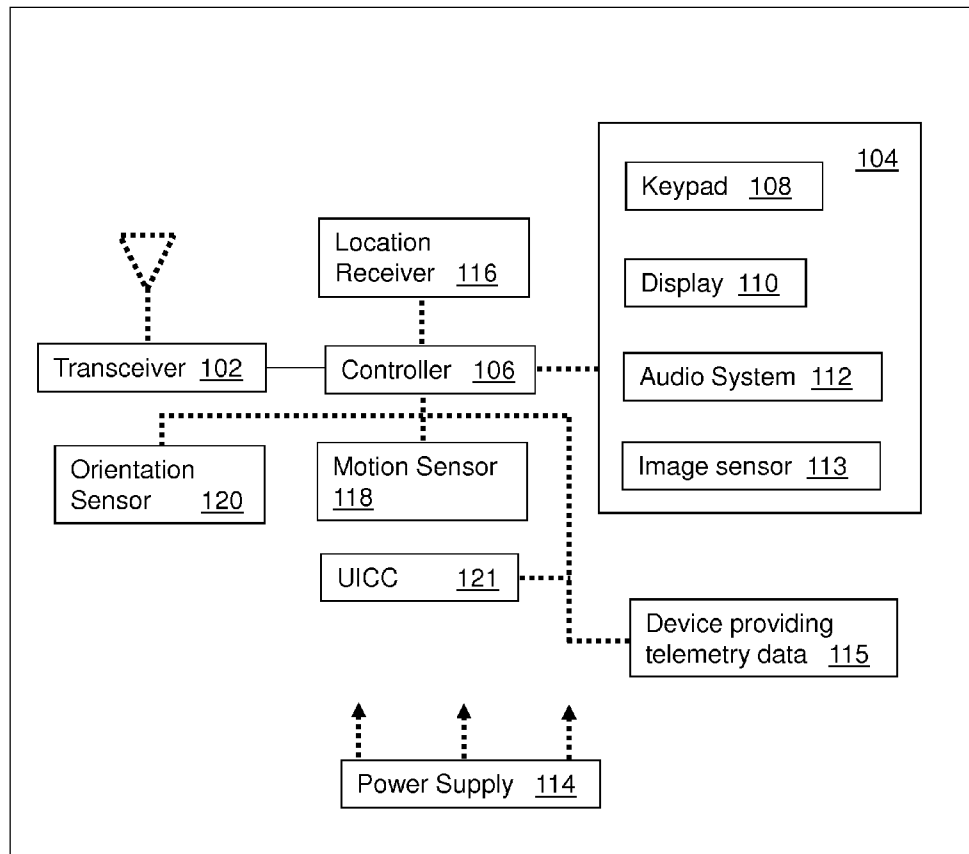 104
Keypad 108
Location
Receiver 116
Display 110
Transceiver 102
Controller 106
Audio System 112
Orientation
Sensor 120
Motion Sensor
118
Image sensor 113
UICC 121
Device providing
telemetry data 115
Power Supply 114